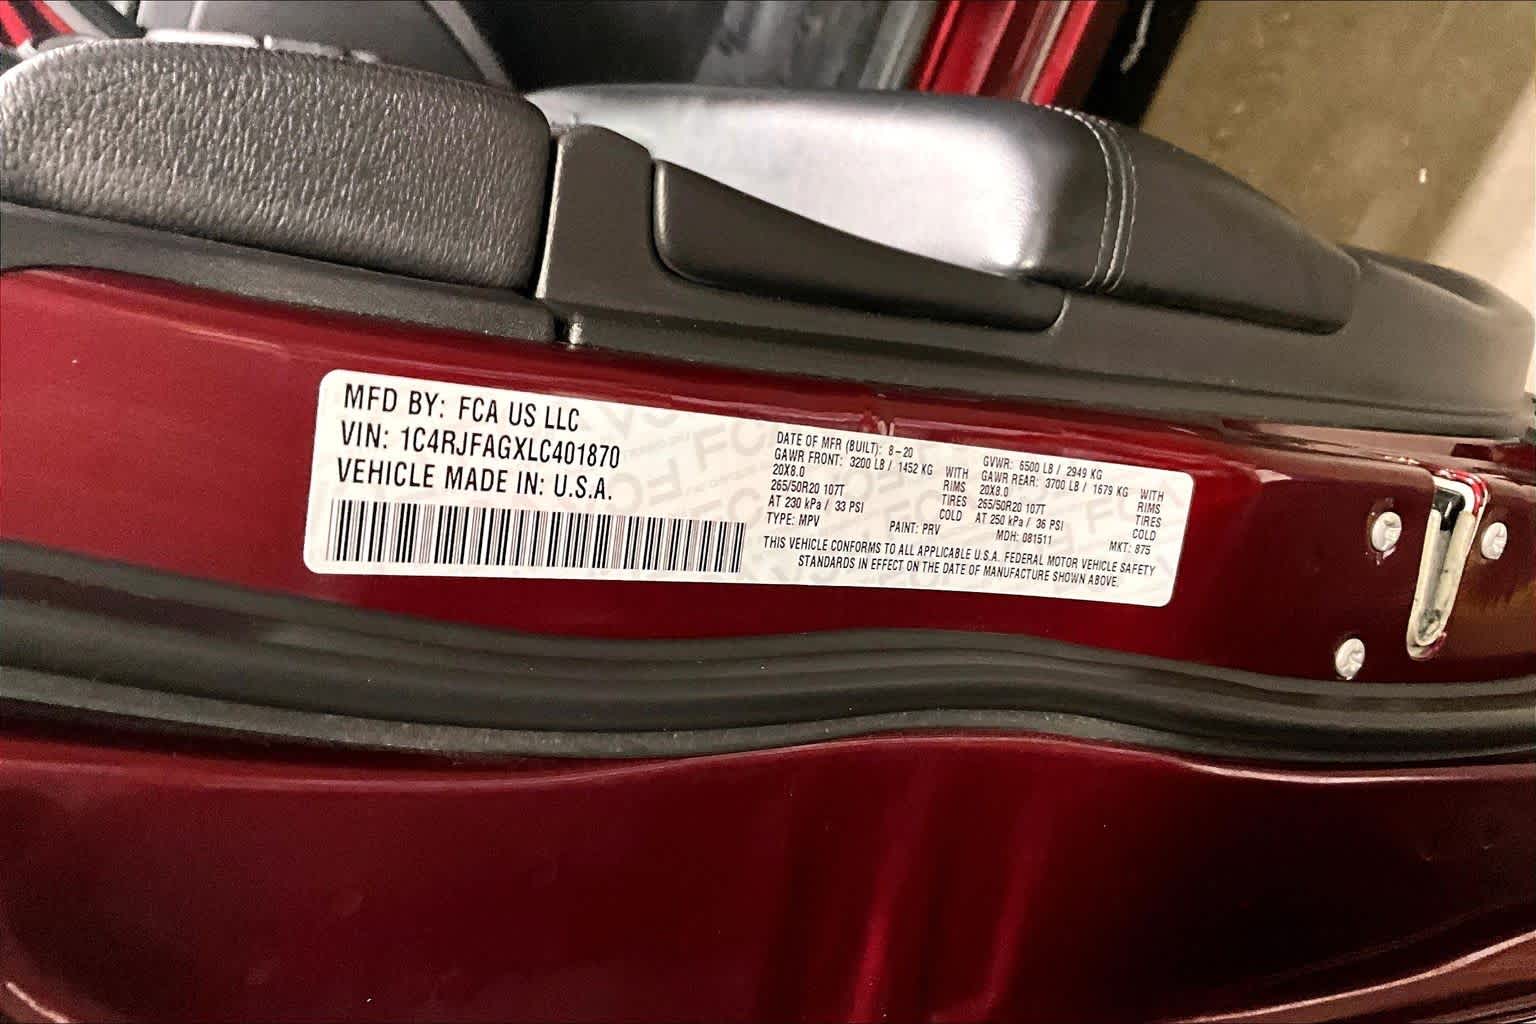 MFD BY: FCA US LLC
VIN: 1C4RJFAGXLC401870
VEHICLE MADE IN: U.S.A.
DATE OF MFR (BUILT): 8-20 GVWR: 6500 LB / 2949 KG
GAWR FRONT: 3200 LB / 1452 KG WITH GAWR REAR: 3700 LB / 1679 KG WITH
20X8.0 RIMS 20X8.0 RIMS
265/50R20 107T TIRES 265/50R20 107T TIRES
AT 230 kPa / 33 PSI COLD AT 250 kPa / 36 PSI COLD
TYPE: MPV PAINT: PRV MDH: 081511 MKT: 875
THIS VEHICLE CONFORMS TO ALL APPLICABLE U.S.A. FEDERAL MOTOR VEHICLE SAFETY
STANDARDS IN EFFECT ON THE DATE OF MANUFACTURE SHOWN ABOVE.